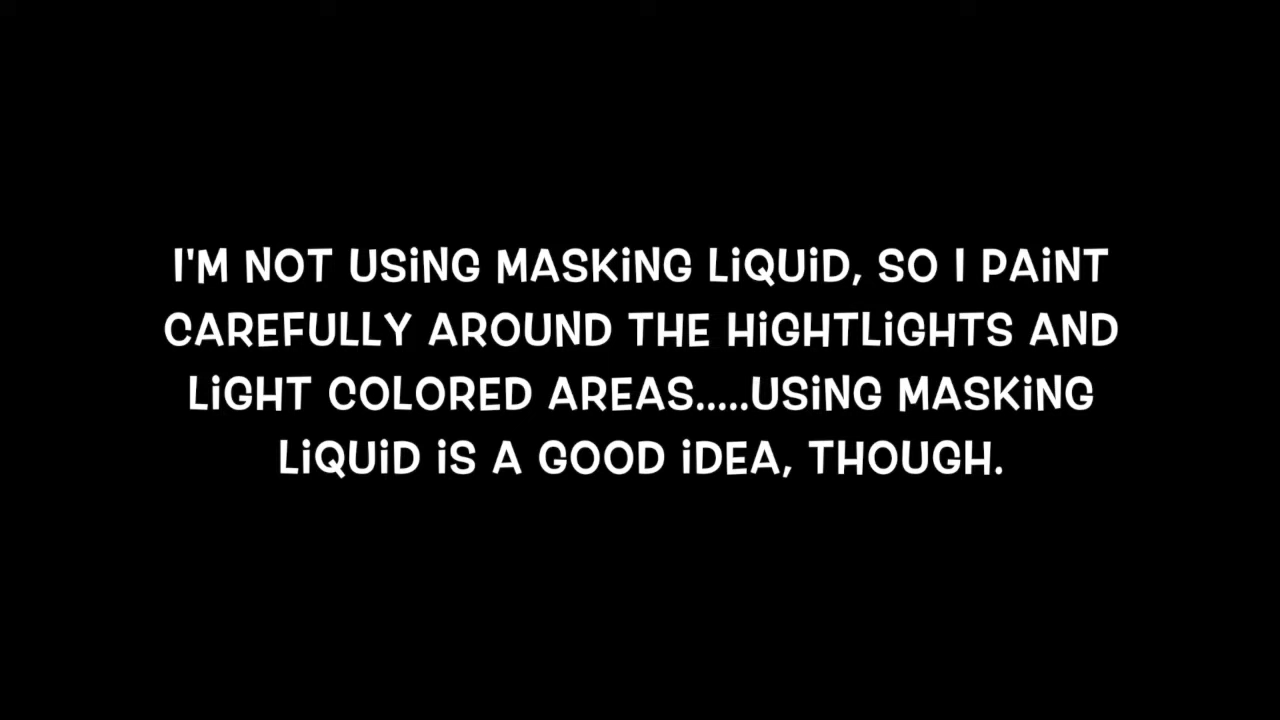 I'M NOT USING MASKING LIQUID, SO I PAINT
CAREFULLY AROUND THE HIGHTLIGHTS AND
LIGHT COLORED AREAS.....USING MASKING
LIQUID IS A GOOD IDEA, THOUGH.